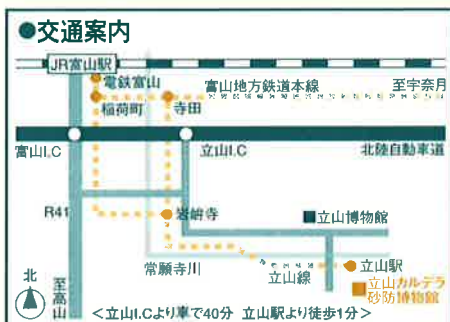 ●交通案内
JR富山駅
電鉄富山
富山地方鉄道本線
至宇奈月
稲荷町
寺田
富山I.C
立山I.C
北陸自動車道
R41
岩峅寺
立山博物館
常願寺川
立山線
立山駅
北
至高山
立山カルデラ
砂防博物館
<立山I.Cより車で40分 立山駅より徒歩1分>